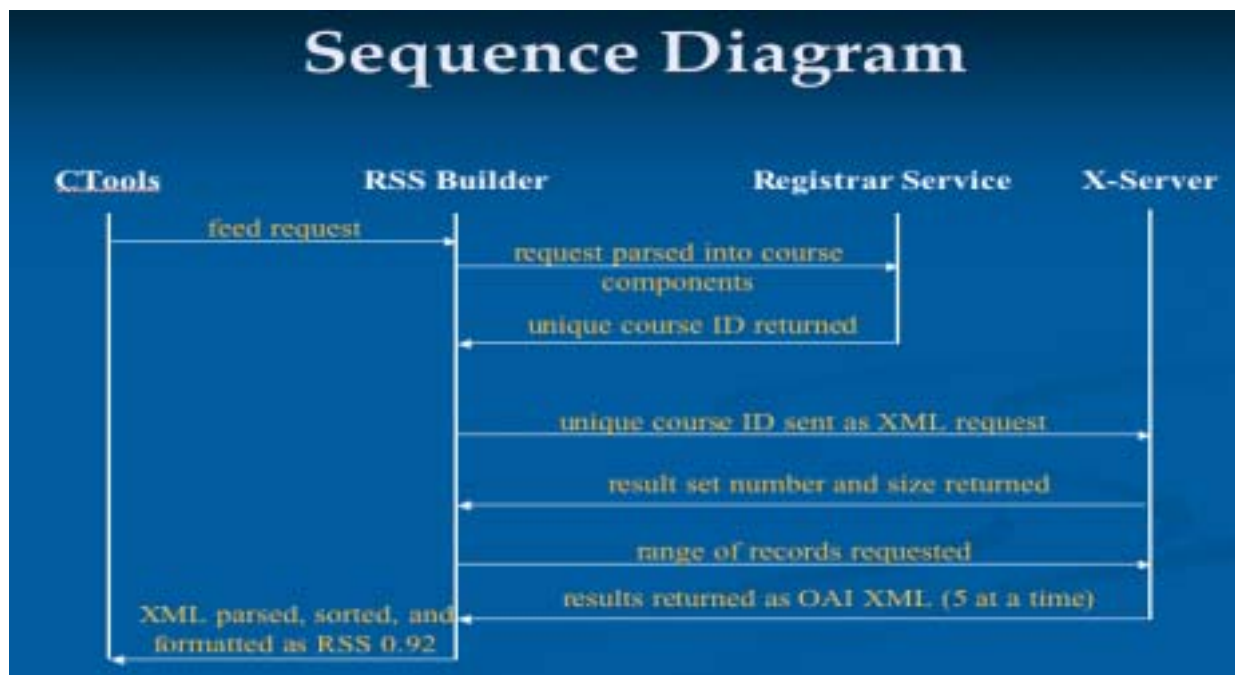 Sequence Diagram
CTools RSS Builder Registrar Service X-Server
feed request
request parsed into course
components
unique course ID returned
unique course ID sent as XML request
result set number and size returned
range of records requested
results returned as OAI XML (5 at a time)
XML parsed, sorted, and
formatted as RSS 0.92